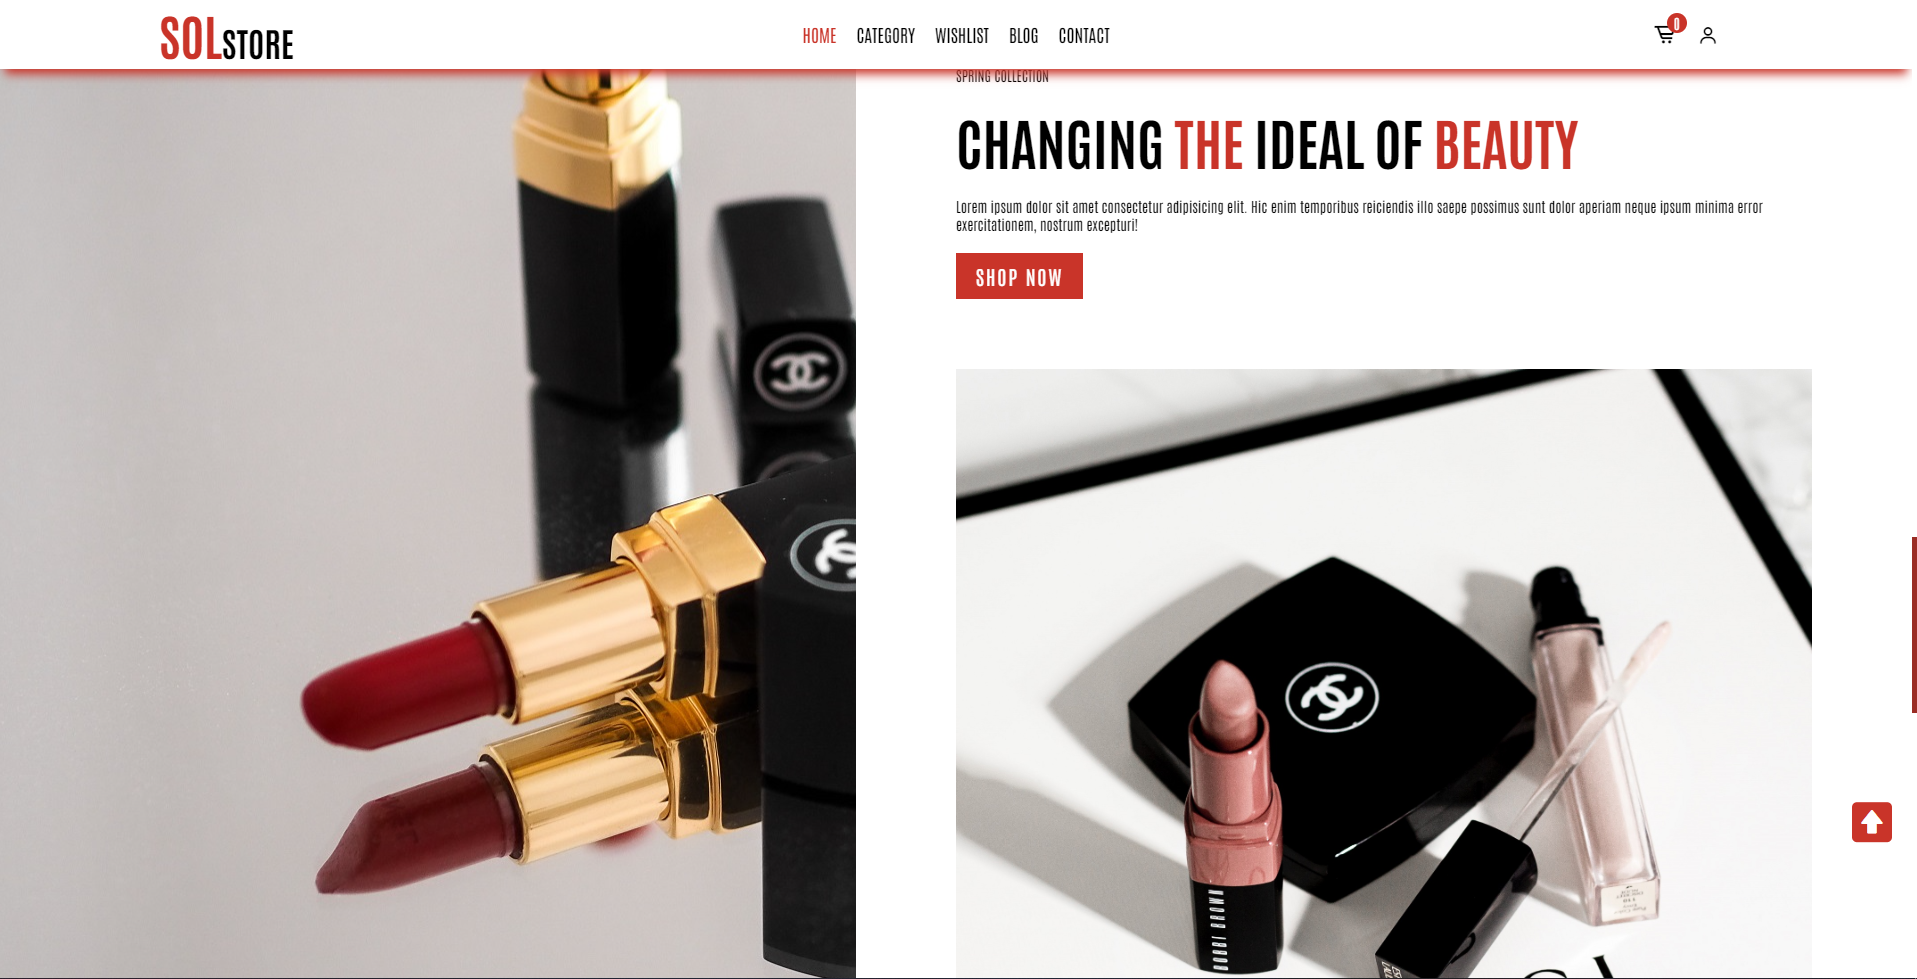 SOLSTORE
HOME CATEGORY WISHLIST BLOG CONTACT
0
SPRING COLLECTION
CHANGING THE IDEAL OF BEAUTY
Lorem ipsum dolor sit amet consectetur adipisicing elit. Hic enim temporibus reiciendis illo saepe possimus sunt dolor aperiam neque ipsum minima error
exercitationem, nostrum excepturi!
SHOP NOW
BOBBI BROWN